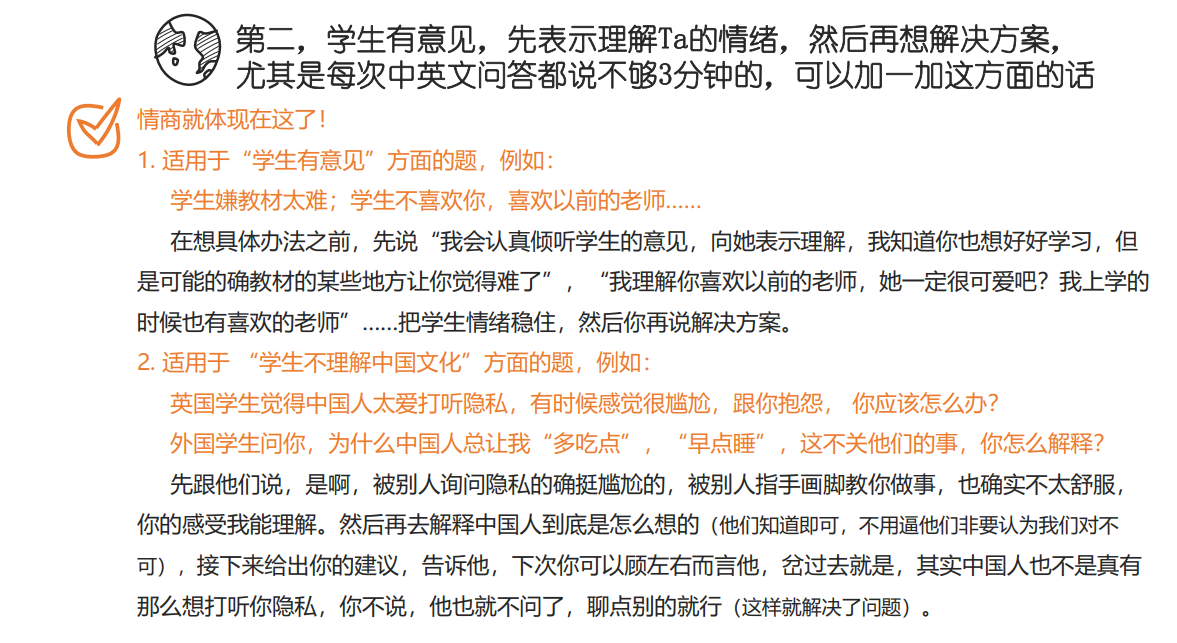 第二，学生有意见，先表示理解Ta的情绪，然后再想解决方案，
尤其是每次中英文问答都说不够3分钟的，可以加一加这方面的话
情商就体现在这了！
1. 适用于“学生有意见”方面的题，例如：
学生嫌教材太难；学生不喜欢你，喜欢以前的老师……
在想具体办法之前，先说“我会认真倾听学生的意见，向她表示理解，我知道你也想好好学习，但
是可能的确教材的某些地方让你觉得难了”，“我理解你喜欢以前的老师，她一定很可爱吧？我上学的
时候也有喜欢的老师”……把学生情绪稳住，然后你再说解决方案。
2. 适用于 “学生不理解中国文化”方面的题，例如：
英国学生觉得中国人太爱打听隐私，有时候感觉很尴尬，跟你抱怨， 你应该怎么办？
外国学生问你，为什么中国人总让我“多吃点”，“早点睡”，这不关他们的事，你怎么解释？
先跟他们说，是啊，被别人询问隐私的确挺尴尬的，被别人指手画脚教你做事，也确实不太舒服，
你的感受我能理解。然后再去解释中国人到底是怎么想的（他们知道即可，不用逼他们非要认为我们对不
可），接下来给出你的建议，告诉他，下次你可以顾左右而言他，岔过去就是，其实中国人也不是真有
那么想打听你隐私，你不说，他也就不问了，聊点别的就行（这样就解决了问题）。